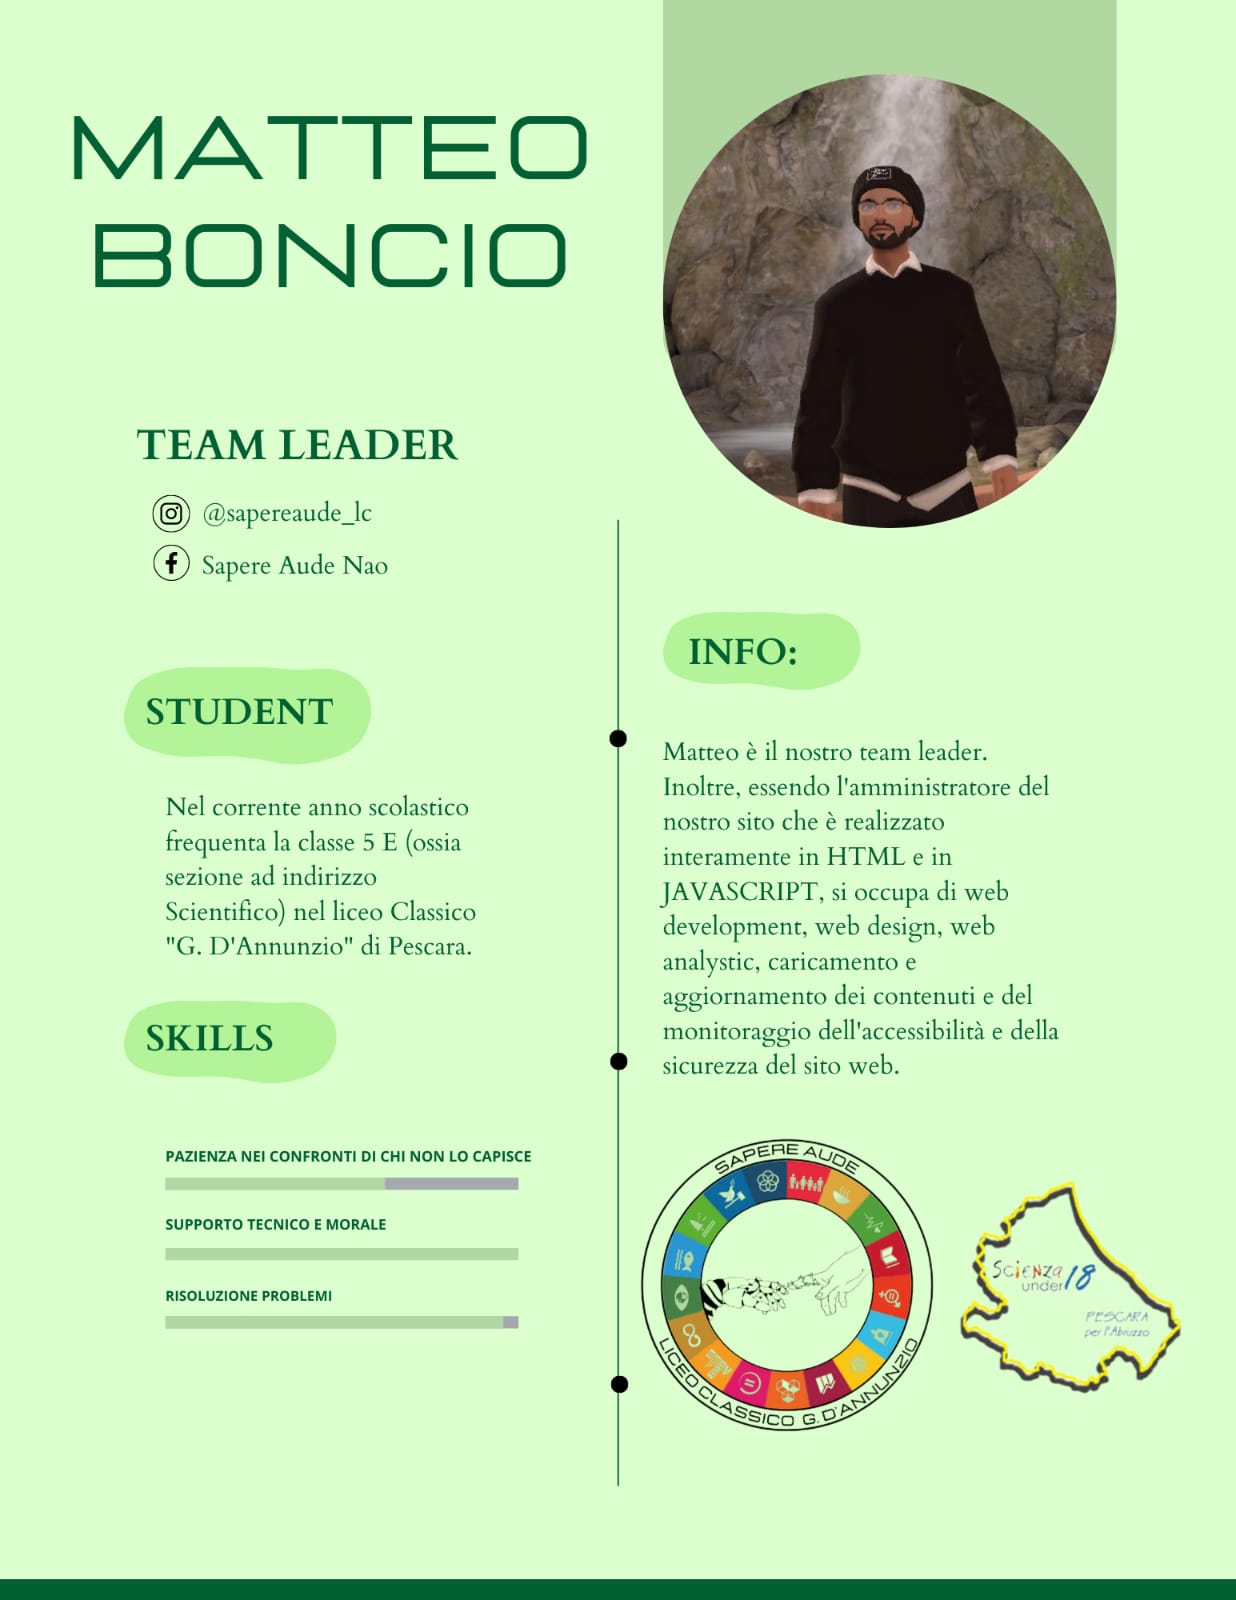 MATTEO
BONCIO
TEAM LEADER
@sapereaude_lc
Sapere Aude Nao
STUDENT
Nel corrente anno scolastico
frequenta la classe 5 E (ossia
sezione ad indirizzo
Scientifico) nel liceo Classico
"G. D'Annunzio" di Pescara.
SKILLS
PAZIENZA NEI CONFRONTI DI CHI NON LO CAPISCE
SUPPORTO TECNICO E MORALE
RISOLUZIONE PROBLEMI
INFO:
Matteo è il nostro team leader.
Inoltre, essendo l'amministratore del
nostro sito che è realizzato
interamente in HTML e in
JAVASCRIPT, si occupa di web
development, web design, web
analystic, caricamento e
aggiornamento dei contenuti e del
monitoraggio dell'accessibilità e della
sicurezza del sito web.
SAPERE AUDE
LICEO CLASSICO G. D'ANNUNZIO
SciENZa
under18
PESCARA
per l'Abruzzo